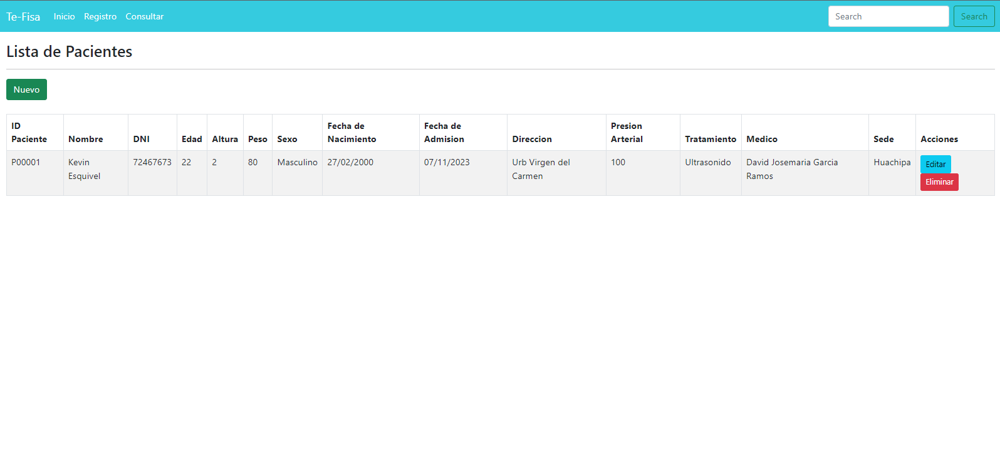 Te-Fisa Inicio Registro Consultar Search Search
Lista de Pacientes
Nuevo
ID Paciente Nombre DNI Edad Altura Peso Sexo Fecha de Nacimiento Fecha de Admision Direccion Presion Arterial Tratamiento Medico Sede Acciones
P00001 Kevin Esquivel 72467673 22 2 80 Masculino 27/02/2000 07/11/2023 Urb Virgen del Carmen 100 Ultrasonido David Josemaria Garcia Ramos Huachipa Editar
Eliminar